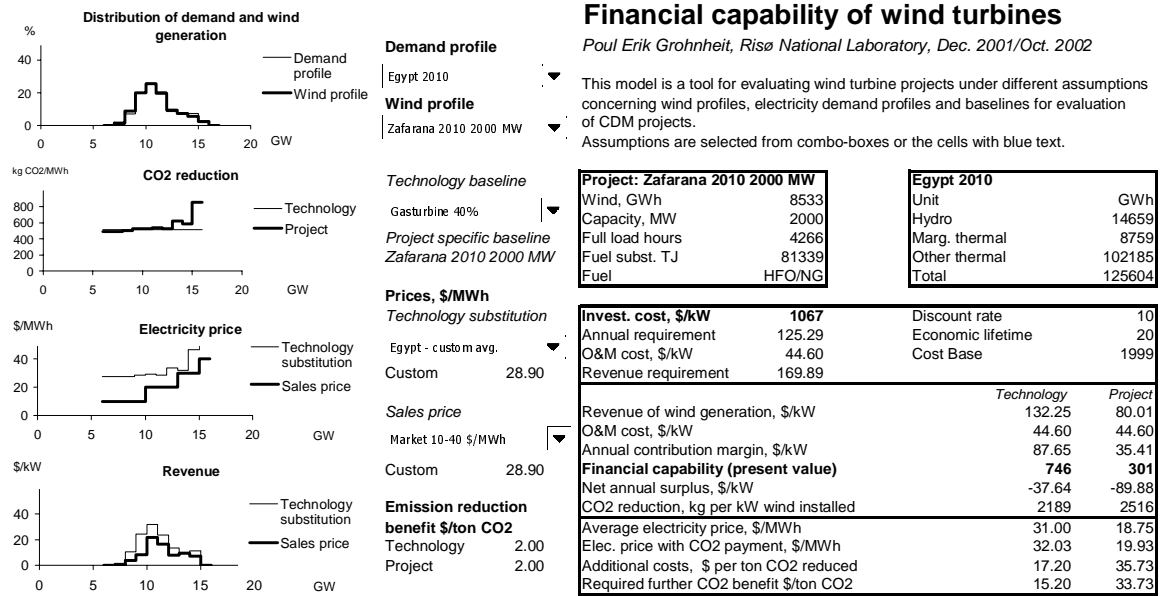 Financial capability of wind turbines
Poul Erik Grohnheit, Risø National Laboratory, Dec. 2001/Oct. 2002
This model is a tool for evaluating wind turbine projects under different assumptions
concerning wind profiles, electricity demand profiles and baselines for evaluation
of CDM projects.
Assumptions are selected from combo-boxes or the cells with blue text.
Distribution of demand and wind
generation
%
40
20
0
0 5 10 15 20 GW
Demand
profile
Wind profile
kg CO2/MWh
CO2 reduction
800
600
400
200
0
0 5 10 15 20 GW
Technology
Project
$/MWh
Electricity price
40
20
0
0 5 10 15 20 GW
Technology
substitution
Sales price
$/kW
Revenue
40
20
0
0 5 10 15 20 GW
Technology
substitution
Sales price
Demand profile
Egypt 2010
Wind profile
Zafarana 2010 2000 MW
Technology baseline
Gasturbine 40%
Project specific baseline
Zafarana 2010 2000 MW
Prices, $/MWh
Technology substitution
Egypt - custom avg.
Custom 28.90
Sales price
Market 10-40 $/MWh
Custom 28.90
Emission reduction
benefit $/ton CO2
Technology 2.00
Project 2.00
Project: Zafarana 2010 2000 MW
Wind, GWh 8533
Capacity, MW 2000
Full load hours 4266
Fuel subst. TJ 81339
Fuel HFO/NG
Egypt 2010
Unit GWh
Hydro 14659
Marg. thermal 8759
Other thermal 102185
Total 125604
Invest. cost, $/kW 1067 Discount rate 10
Annual requirement 125.29 Economic lifetime 20
O&M cost, $/kW 44.60 Cost Base 1999
Revenue requirement 169.89
Technology Project
Revenue of wind generation, $/kW 132.25 80.01
O&M cost, $/kW 44.60 44.60
Annual contribution margin, $/kW 87.65 35.41
Financial capability (present value) 746 301
Net annual surplus, $/kW -37.64 -89.88
CO2 reduction, kg per kW wind installed 2189 2516
Average electricity price, $/MWh 31.00 18.75
Elec. price with CO2 payment, $/MWh 32.03 19.93
Additional costs, $ per ton CO2 reduced 17.20 35.73
Required further CO2 benefit $/ton CO2 15.20 33.73